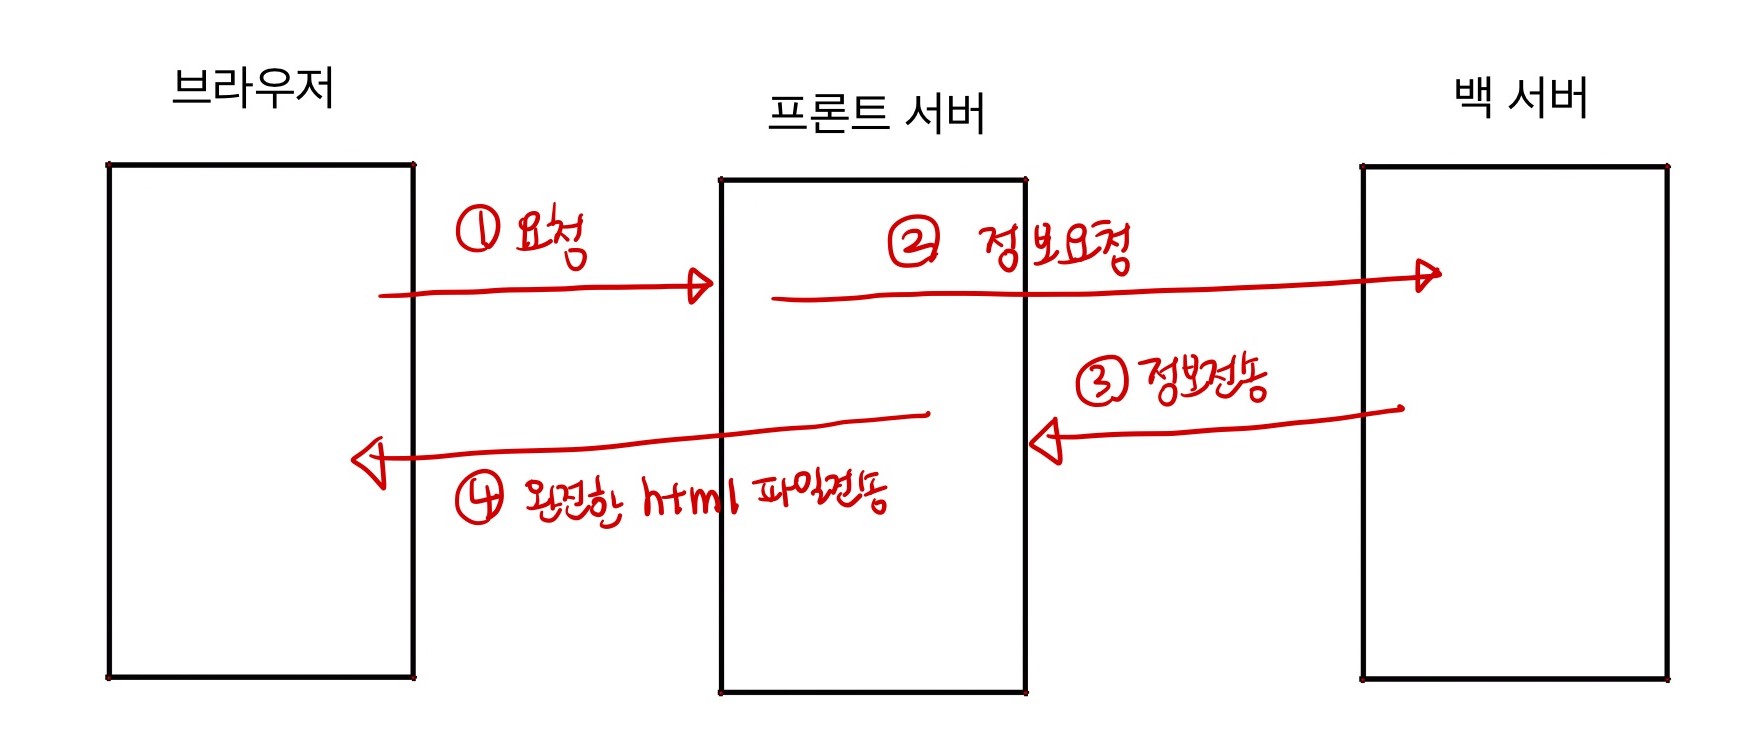 브라우저
프론트 서버
백 서버
① 요청
② 정보요청
③ 정보전송
④ 완전한 html 파일전송